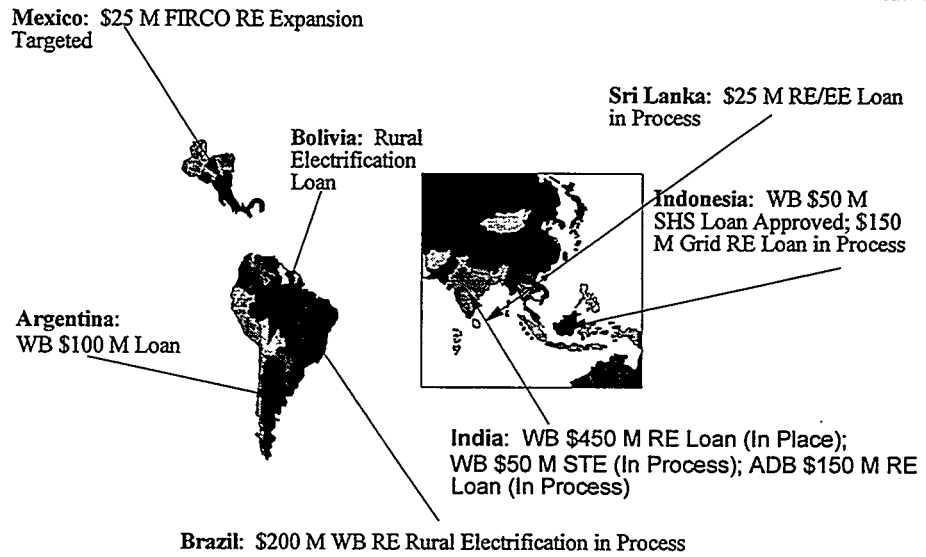 Mexico: $25 M FIRCO RE Expansion
Targeted
Sri Lanka: $25 M RE/EE Loan
in Process
Bolivia: Rural
Electrification
Loan
Indonesia: WB $50 M
SHS Loan Approved; $150
M Grid RE Loan in Process
Argentina:
WB $100 M Loan
India: WB $450 M RE Loan (In Place);
WB $50 M STE (In Process); ADB $150 M RE
Loan (In Process)
Brazil: $200 M WB RE Rural Electrification in Process